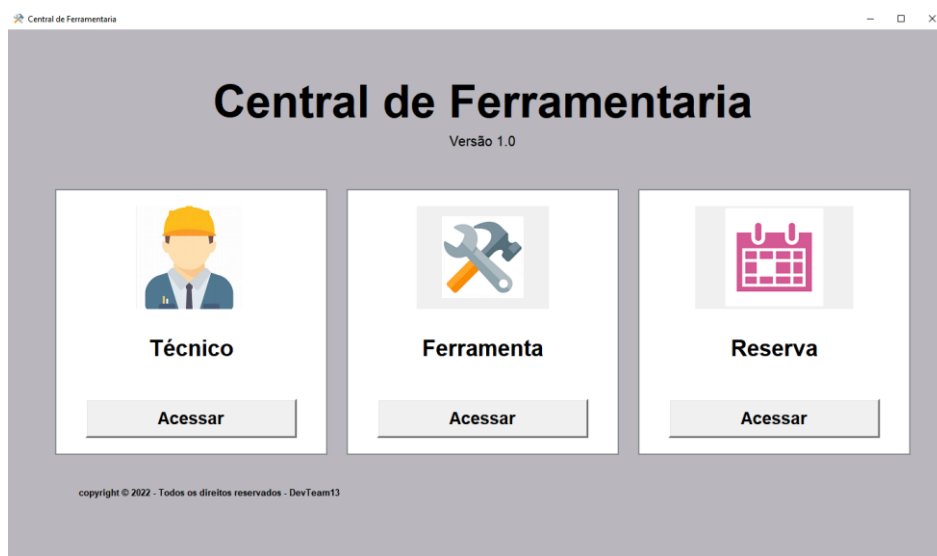 Central de Ferramentaria
Central de Ferramentaria
Versão 1.0
Técnico
Ferramenta
Reserva
Acessar
Acessar
Acessar
copyright © 2022 - Todos os direitos reservados - DevTeam13